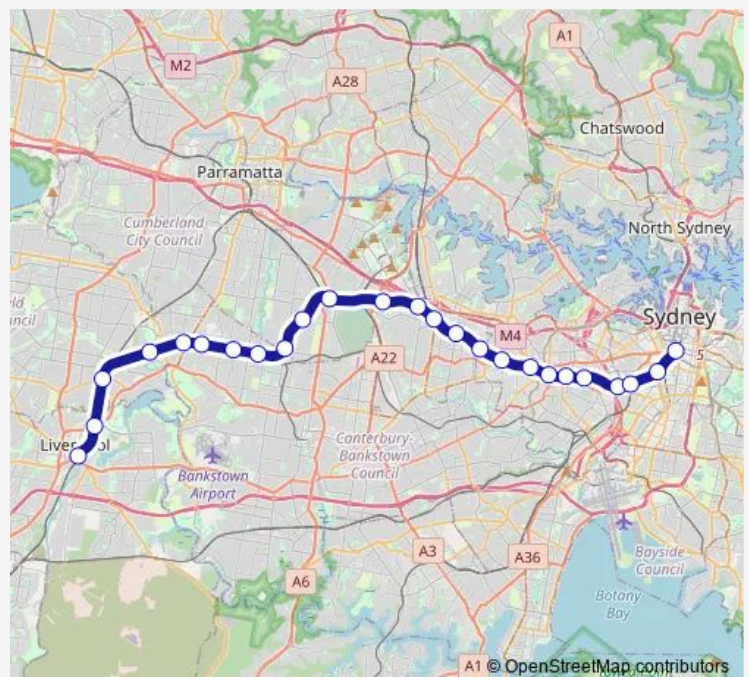 A1
M2
A28
Chatswood
Parramatta
Cumberland
City Council
North Sydney
Sydney
M4
A22
Canterbury-
Bankstown
Council
Bankstown
Airport
A3
A36
Bayside
Council
A6
Botany
Bay
A1
© OpenStreetMap contributors